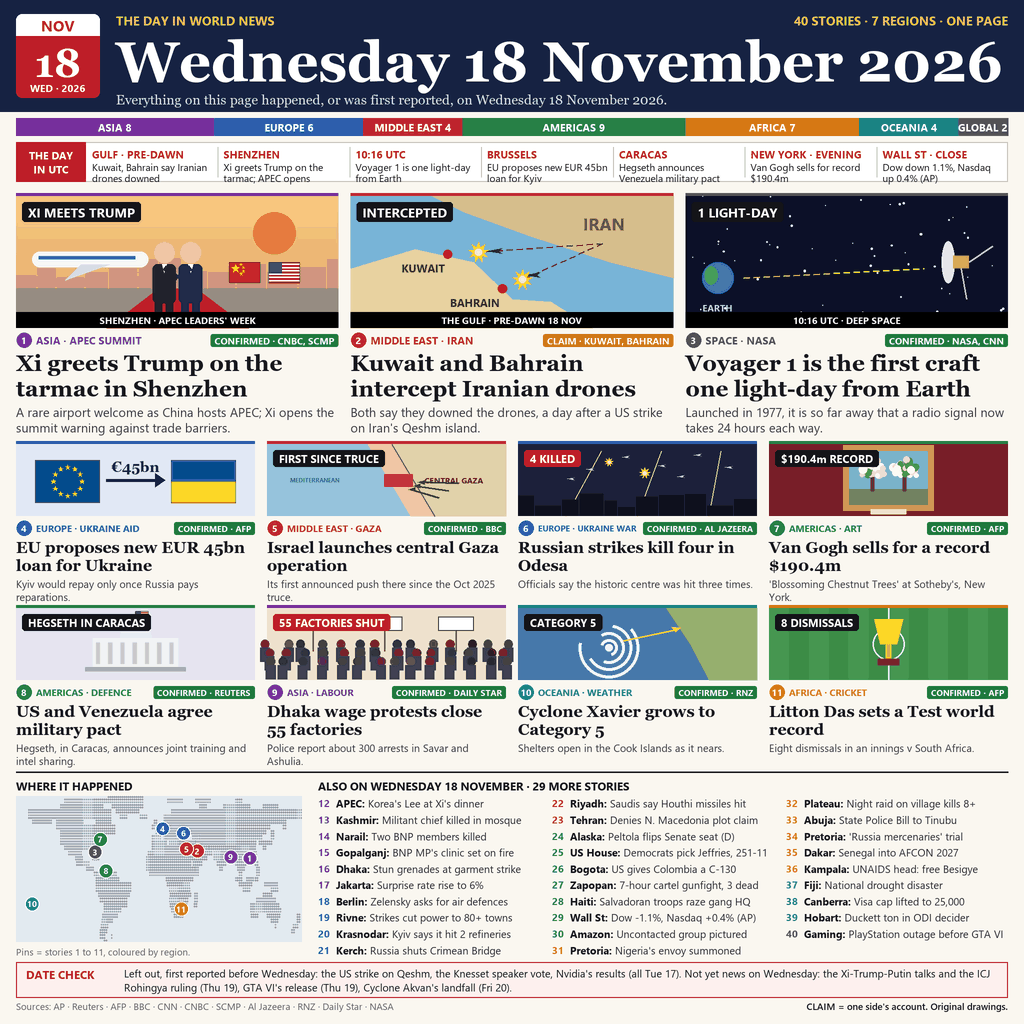 NOV
18
WED · 2026
THE DAY IN WORLD NEWS
40 STORIES · 7 REGIONS · ONE PAGE
Wednesday 18 November 2026
Everything on this page happened, or was first reported, on Wednesday 18 November 2026.
ASIA 8
EUROPE 6
MIDDLE EAST 4
AMERICAS 9
AFRICA 7
OCEANIA 4
GLOBAL 2
THE DAY
IN UTC
GULF · PRE-DAWN
Kuwait, Bahrain say Iranian
drones downed
SHENZHEN
Xi greets Trump on the
tarmac; APEC opens
10:16 UTC
Voyager 1 is one light-day
from Earth
BRUSSELS
EU proposes new EUR 45bn
loan for Kyiv
CARACAS
Hegseth announces
Venezuela military pact
NEW YORK · EVENING
Van Gogh sells for record
$190.4m
WALL ST · CLOSE
Dow down 1.1%, Nasdaq
up 0.4% (AP)
XI MEETS TRUMP
SHENZHEN · APEC LEADERS' WEEK
1 ASIA · APEC SUMMIT
CONFIRMED · CNBC, SCMP
Xi greets Trump on the
tarmac in Shenzhen
A rare airport welcome as China hosts APEC; Xi opens the
summit warning against trade barriers.
INTERCEPTED
IRAN
KUWAIT
BAHRAIN
THE GULF · PRE-DAWN 18 NOV
2 MIDDLE EAST · IRAN
CLAIM · KUWAIT, BAHRAIN
Kuwait and Bahrain
intercept Iranian drones
Both say they downed the drones, a day after a US strike
on Iran's Qeshm island.
1 LIGHT-DAY
EARTH
10:16 UTC · DEEP SPACE
3 SPACE · NASA
CONFIRMED · NASA, CNN
Voyager 1 is the first craft
one light-day from Earth
Launched in 1977, it is so far away that a radio signal now
takes 24 hours each way.
€45bn
4 EUROPE · UKRAINE AID
CONFIRMED · AFP
EU proposes new EUR 45bn
loan for Ukraine
Kyiv would repay only once Russia pays
reparations.
FIRST SINCE TRUCE
MEDITERRANEAN
CENTRAL GAZA
5 MIDDLE EAST · GAZA
CONFIRMED · BBC
Israel launches central Gaza
operation
Its first announced push there since the Oct 2025
truce.
4 KILLED
6 EUROPE · UKRAINE WAR
CONFIRMED · AL JAZEERA
Russian strikes kill four in
Odesa
Officials say the historic centre was hit three times.
$190.4m RECORD
7 AMERICAS · ART
CONFIRMED · AFP
Van Gogh sells for a record
$190.4m
'Blossoming Chestnut Trees' at Sotheby's, New
York.
HEGSETH IN CARACAS
8 AMERICAS · DEFENCE
CONFIRMED · REUTERS
US and Venezuela agree
military pact
Hegseth, in Caracas, announces joint training and
intel sharing.
55 FACTORIES SHUT
9 ASIA · LABOUR
CONFIRMED · DAILY STAR
Dhaka wage protests close
55 factories
Police report about 300 arrests in Savar and
Ashulia.
CATEGORY 5
10 OCEANIA · WEATHER
CONFIRMED · RNZ
Cyclone Xavier grows to
Category 5
Shelters open in the Cook Islands as it nears.
8 DISMISSALS
11 AFRICA · CRICKET
CONFIRMED · AFP
Litton Das sets a Test world
record
Eight dismissals in an innings v South Africa.
WHERE IT HAPPENED
4
6
7
3
5
2
9
1
8
10
11
Pins = stories 1 to 11, coloured by region.
ALSO ON WEDNESDAY 18 NOVEMBER · 29 MORE STORIES
12 APEC: Korea's Lee at Xi's dinner
13 Kashmir: Militant chief killed in mosque
14 Narail: Two BNP members killed
15 Gopalganj: BNP MP's clinic set on fire
16 Dhaka: Stun grenades at garment strike
17 Jakarta: Surprise rate rise to 6%
18 Berlin: Zelensky asks for air defences
19 Rivne: Strikes cut power to 80+ towns
20 Krasnodar: Kyiv says it hit 2 refineries
21 Kerch: Russia shuts Crimean Bridge
22 Riyadh: Saudis say Houthi missiles hit
23 Tehran: Denies N. Macedonia plot claim
24 Alaska: Peltola flips Senate seat (D)
25 US House: Democrats pick Jeffries, 251-11
26 Bogota: US gives Colombia a C-130
27 Zapopan: 7-hour cartel gunfight, 3 dead
28 Haiti: Salvadoran troops raze gang HQ
29 Wall St: Dow -1.1%, Nasdaq +0.4% (AP)
30 Amazon: Uncontacted group pictured
31 Pretoria: Nigeria's envoy summoned
32 Plateau: Night raid on village kills 8+
33 Abuja: State Police Bill to Tinubu
34 Pretoria: 'Russia mercenaries' trial
35 Dakar: Senegal into AFCON 2027
36 Kampala: UNAIDS head: free Besigye
37 Fiji: National drought disaster
38 Canberra: Visa cap lifted to 25,000
39 Hobart: Duckett ton in ODI decider
40 Gaming: PlayStation outage before GTA VI
DATE CHECK
Left out, first reported before Wednesday: the US strike on Qeshm, the Knesset speaker vote, Nvidia's results (all Tue 17). Not yet news on Wednesday: the Xi-Trump-Putin talks and the ICJ
Rohingya ruling (Thu 19), GTA VI's release (Thu 19), Cyclone Akvan's landfall (Fri 20).
Sources: AP · Reuters · AFP · BBC · CNN · CNBC · SCMP · Al Jazeera · RNZ · Daily Star · NASA
CLAIM = one side's account. Original drawings.